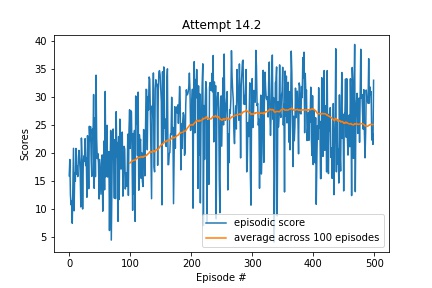 Attempt 14.2
40
35
30
25
20
15
10
5
Scores
0 100 200 300 400 500
Episode #
episodic score
average across 100 episodes